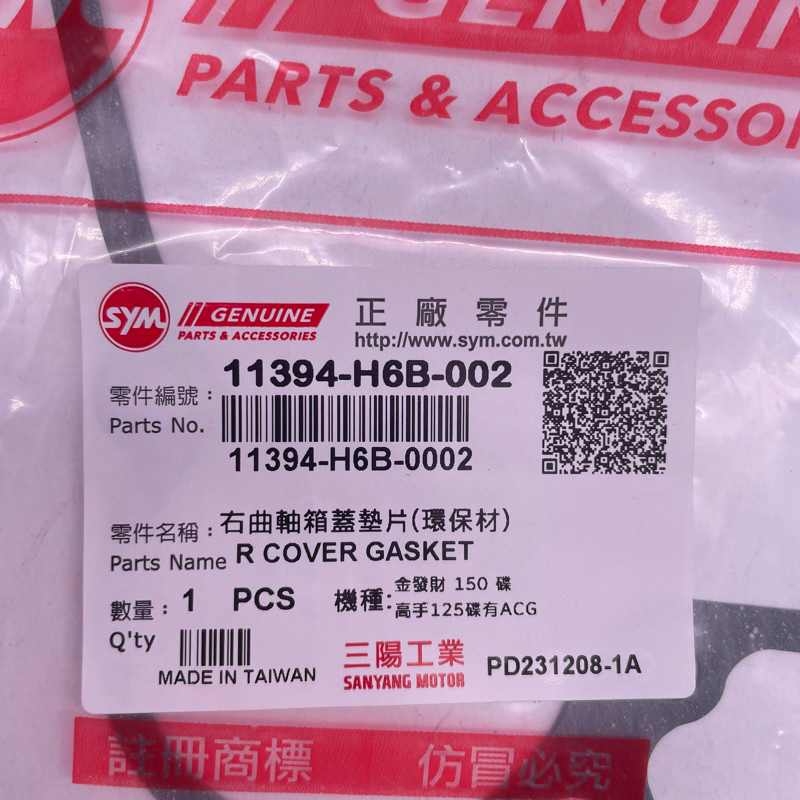 GENUIN
PARTS & ACCESSO
SYM GENUINE
PARTS & ACCESSORIES
正廠零件
http://www.sym.com.tw
11394-H6B-002
零件編號：
Parts No.
11394-H6B-0002
零件名稱：右曲軸箱蓋墊片(環保材)
Parts Name R COVER GASKET
數量：1 PCS 機種:金發財 150 碟
高手125碟有ACG
Q'ty
MADE IN TAIWAN
三陽工業
SANYANG MOTOR
PD231208-1A
註冊商標 仿冒必究